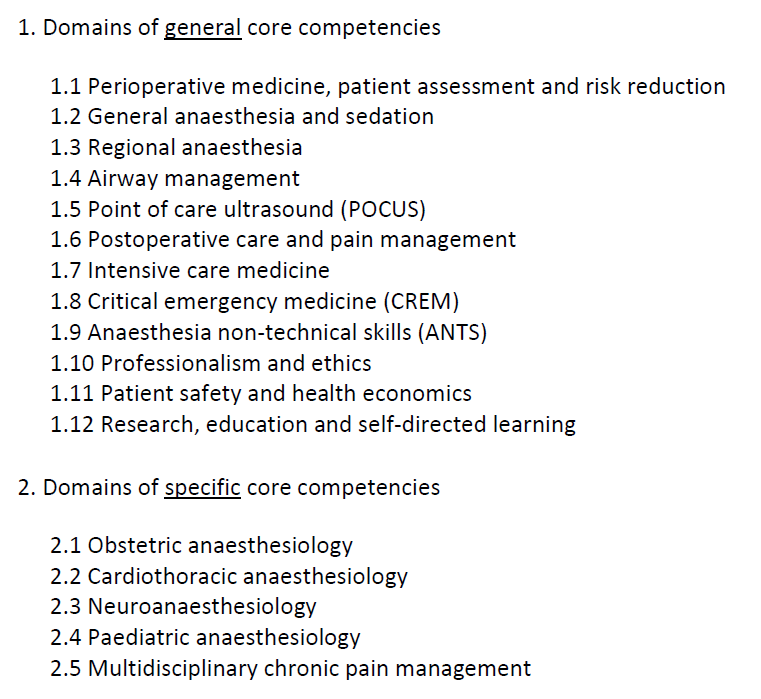 1. Domains of general core competencies
1.1 Perioperative medicine, patient assessment and risk reduction
1.2 General anaesthesia and sedation
1.3 Regional anaesthesia
1.4 Airway management
1.5 Point of care ultrasound (POCUS)
1.6 Postoperative care and pain management
1.7 Intensive care medicine
1.8 Critical emergency medicine (CREM)
1.9 Anaesthesia non-technical skills (ANTS)
1.10 Professionalism and ethics
1.11 Patient safety and health economics
1.12 Research, education and self-directed learning
2. Domains of specific core competencies
2.1 Obstetric anaesthesiology
2.2 Cardiothoracic anaesthesiology
2.3 Neuroanaesthesiology
2.4 Paediatric anaesthesiology
2.5 Multidisciplinary chronic pain management